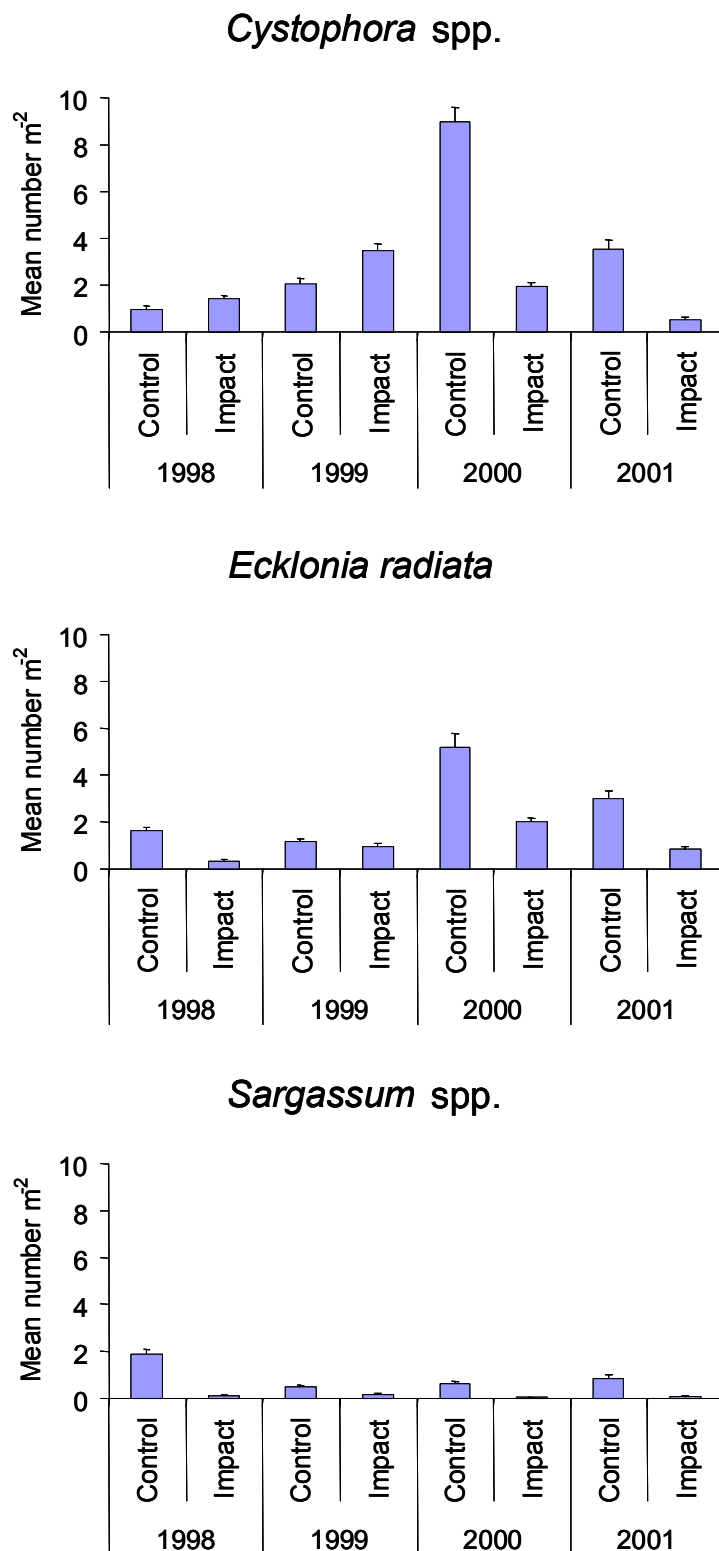 Cystophora spp.
Mean number m-2
10
8
6
4
2
0
Control Impact Control Impact Control Impact Control Impact
1998 1999 2000 2001
Ecklonia radiata
Mean number m-2
10
8
6
4
2
0
Control Impact Control Impact Control Impact Control Impact
1998 1999 2000 2001
Sargassum spp.
Mean number m-2
10
8
6
4
2
0
Control Impact Control Impact Control Impact Control Impact
1998 1999 2000 2001